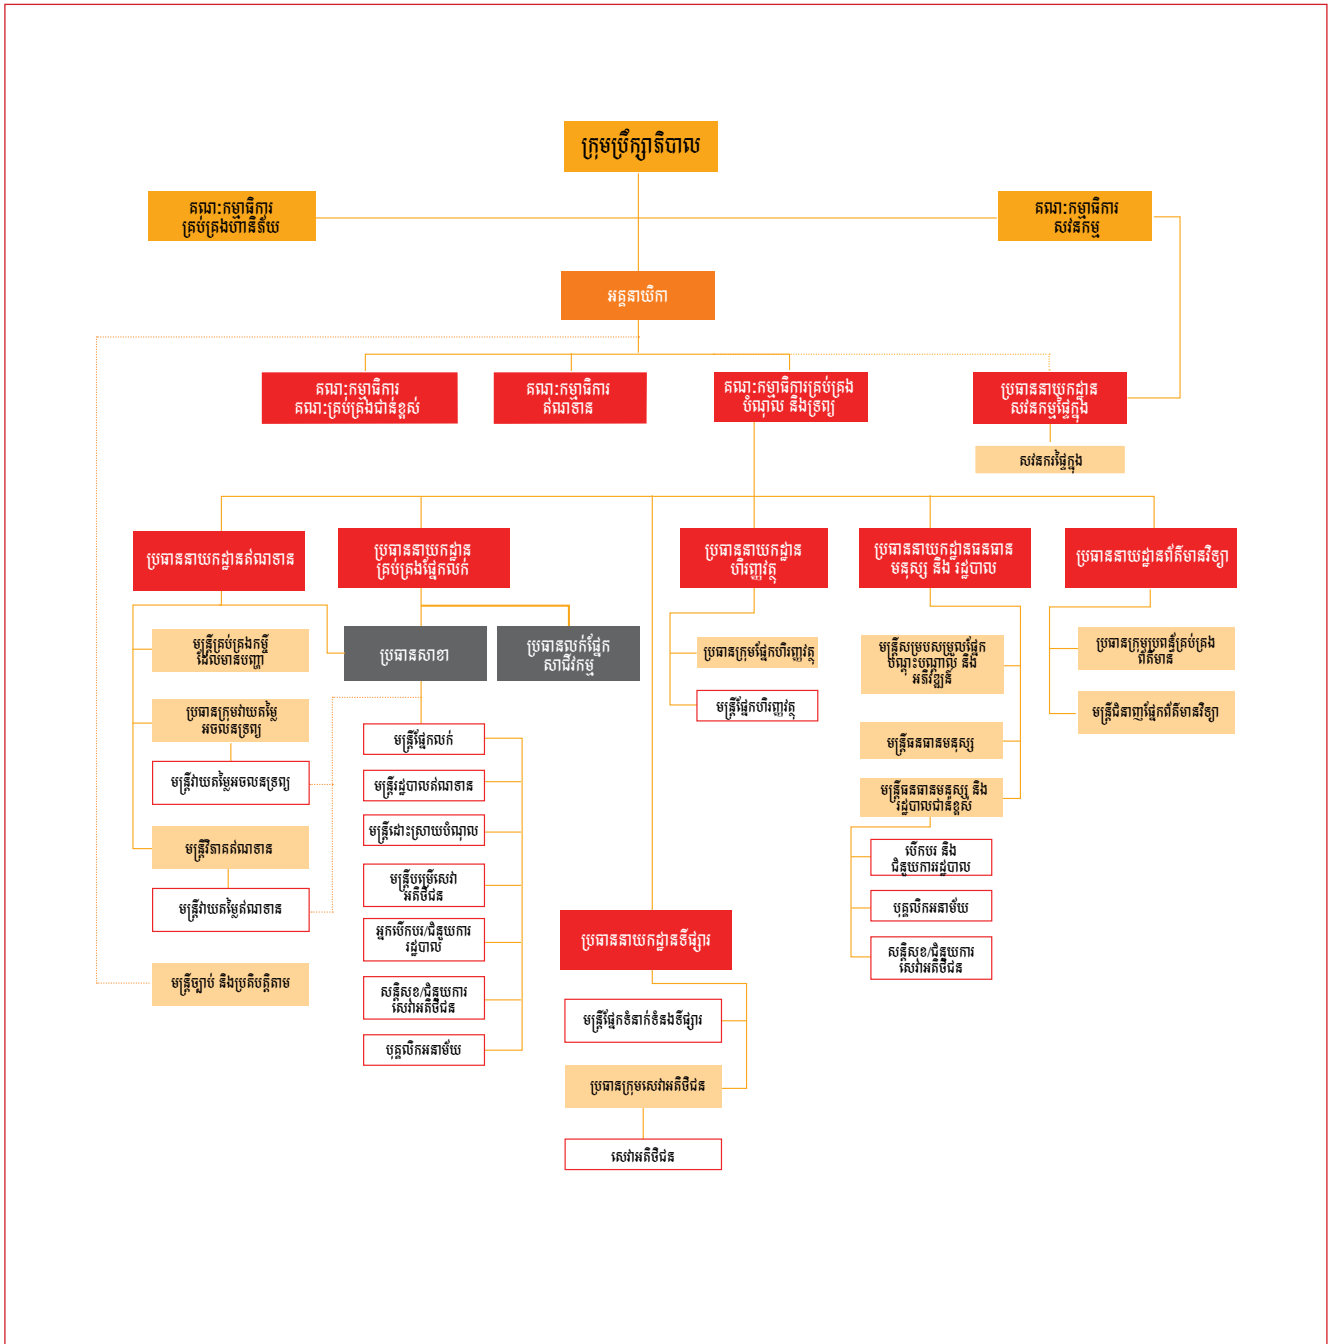 ក្រុមប្រឹក្សាភិបាល
គណៈកម្មាធិការ
គ្រប់គ្រងហានិភ័យ
គណៈកម្មាធិការ
សវនកម្ម
អគ្គនាយិកា
គណៈកម្មាធិការ
គណៈគ្រប់គ្រងជាន់ខ្ពស់
គណៈកម្មាធិការ
ឥណទាន
គណៈកម្មាធិការគ្រប់គ្រង
បំណុល និងទ្រព្យ
ប្រធាននាយកដ្ឋាន
សវនកម្មផ្ទៃក្នុង
សវនករផ្ទៃក្នុង
ប្រធាននាយកដ្ឋានឥណទាន
ប្រធាននាយកដ្ឋាន
គ្រប់គ្រងផ្នែកលក់
ប្រធាននាយកដ្ឋាន
ហិរញ្ញវត្ថុ
ប្រធាននាយកដ្ឋានធនធាន
មនុស្ស និង រដ្ឋបាល
ប្រធាននាយដ្ឋានព័ត៌មានវិទ្យា
មន្ត្រីគ្រប់គ្រងកម្ចី
ដែលមានបញ្ហា
ប្រធានក្រុមវាយតម្លៃ
អចលនទ្រព្យ
មន្ត្រីវាយតម្លៃអចលនទ្រព្យ
មន្ត្រីវិភាគឥណទាន
មន្ត្រីវាយតម្លៃឥណទាន
មន្ត្រីច្បាប់ និងប្រតិបត្តិតាម
ប្រធានសាខា
ប្រធានលក់ផ្នែក
សាជីវកម្ម
មន្ត្រីផ្នែកលក់
មន្ត្រីរដ្ឋបាលឥណទាន
មន្ត្រីដោះស្រាយបំណុល
មន្ត្រីបម្រើសេវា
អតិថិជន
អ្នកបើកបរ/ជំនួយការ
រដ្ឋបាល
សន្តិសុខ/ជំនួយការ
សេវាអតិថិជន
បុគ្គលិកអនាម័យ
ប្រធាននាយកដ្ឋានទីផ្សារ
មន្ត្រីផ្នែកទំនាក់ទំនងទីផ្សារ
ប្រធានក្រុមសេវាអតិថិជន
សេវាអតិថិជន
ប្រធានក្រុមផ្នែកហិរញ្ញវត្ថុ
មន្ត្រីផ្នែកហិរញ្ញវត្ថុ
មន្ត្រីសម្របសម្រួលផ្នែក
បណ្តុះបណ្តាល និង
អភិវឌ្ឍន៍
មន្ត្រីធនធានមនុស្ស
មន្ត្រីធនធានមនុស្ស និង
រដ្ឋបាលជាន់ខ្ពស់
បើកបរ និង
ជំនួយការរដ្ឋបាល
បុគ្គលិកអនាម័យ
សន្តិសុខ/ជំនួយការ
សេវាអតិថិជន
ប្រធានក្រុមប្រពន្ធ័គ្រប់គ្រង
ព័ត៌មាន
មន្ត្រីជំនាញផ្នែកព័ត៌មានវិទ្យា